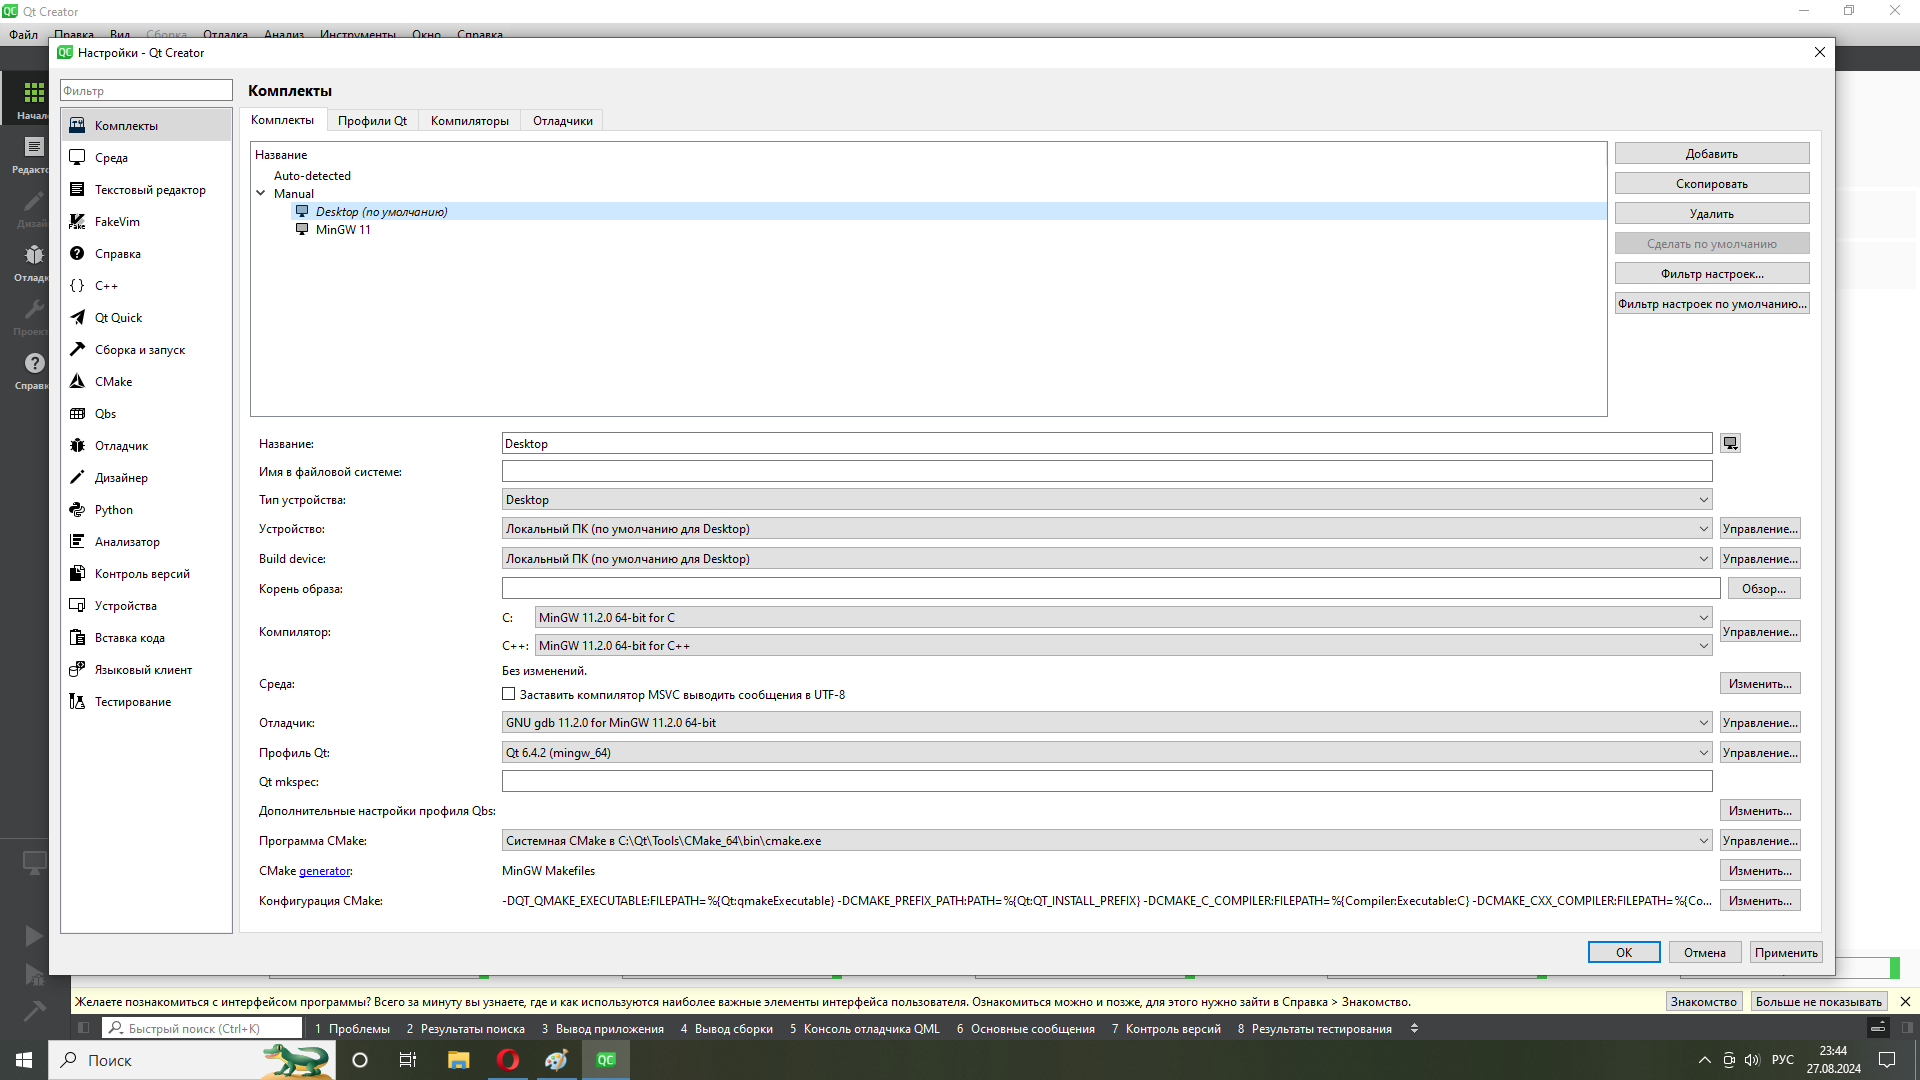 Qt Creator
Файл Правка Вид Сборка Отладка Анализ Инструменты Окно Справка
Настройки - Qt Creator
Начало
Редакто
Дизай
Отладк
Проект
Справк
Фильтр
Комплекты
Среда
Текстовый редактор
FakeVim
Справка
C++
Qt Quick
Сборка и запуск
CMake
Qbs
Отладчик
Дизайнер
Python
Анализатор
Контроль версий
Устройства
Вставка кода
Языковый клиент
Тестирование
Комплекты
Комплекты Профили Qt Компиляторы Отладчики
Название
Auto-detected
Manual
Desktop (по умолчанию)
MinGW 11
Добавить
Скопировать
Удалить
Сделать по умолчанию
Фильтр настроек...
Фильтр настроек по умолчанию...
Название: Desktop
Имя в файловой системе:
Тип устройства: Desktop
Устройство: Локальный ПК (по умолчанию для Desktop) Управление...
Build device: Локальный ПК (по умолчанию для Desktop) Управление...
Корень образа: Обзор...
Компилятор: Управление...
C: MinGW 11.2.0 64-bit for C
C++: MinGW 11.2.0 64-bit for C++
Среда: Изменить...
Без изменений.
Заставить компилятор MSVC выводить сообщения в UTF-8
Отладчик: GNU gdb 11.2.0 for MinGW 11.2.0 64-bit Управление...
Профиль Qt: Qt 6.4.2 (mingw_64) Управление...
Qt mkspec:
Дополнительные настройки профиля Qbs: Изменить...
Программа CMake: Системная CMake в C:\Qt\Tools\CMake_64\bin\cmake.exe Управление...
CMake generator: MinGW Makefiles Изменить...
Конфигурация CMake: -DQT_QMAKE_EXECUTABLE:FILEPATH=%{Qt:qmakeExecutable} -DCMAKE_PREFIX_PATH:PATH=%{Qt:QT_INSTALL_PREFIX} -DCMAKE_C_COMPILER:FILEPATH=%{Compiler:Executable:C} -DCMAKE_CXX_COMPILER:FILEPATH=%{Co... Изменить...
OK Отмена Применить
Желаете познакомиться с интерфейсом программы? Всего за минуту вы узнаете, где и как используются наиболее важные элементы интерфейса пользователя. Ознакомиться можно и позже, для этого нужно зайти в Справка > Знакомство. Знакомство Больше не показывать
Быстрый поиск (Ctrl+K) 1 Проблемы 2 Результаты поиска 3 Вывод приложения 4 Вывод сборки 5 Консоль отладчика QML 6 Основные сообщения 7 Контроль версий 8 Результаты тестирования
Поиск
РУС
23:44
27.08.2024